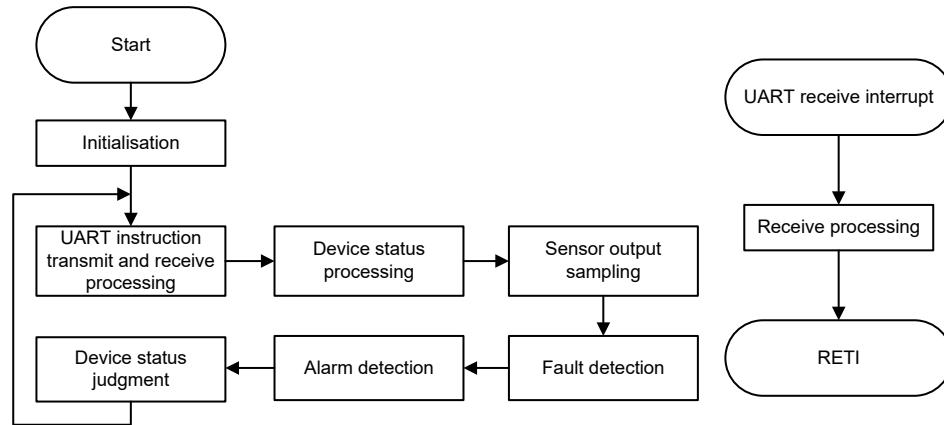 Start
Initialisation
UART instruction
transmit and receive
processing
Device status
processing
Sensor output
sampling
Fault detection
Alarm detection
Device status
judgment
UART receive interrupt
Receive processing
RETI